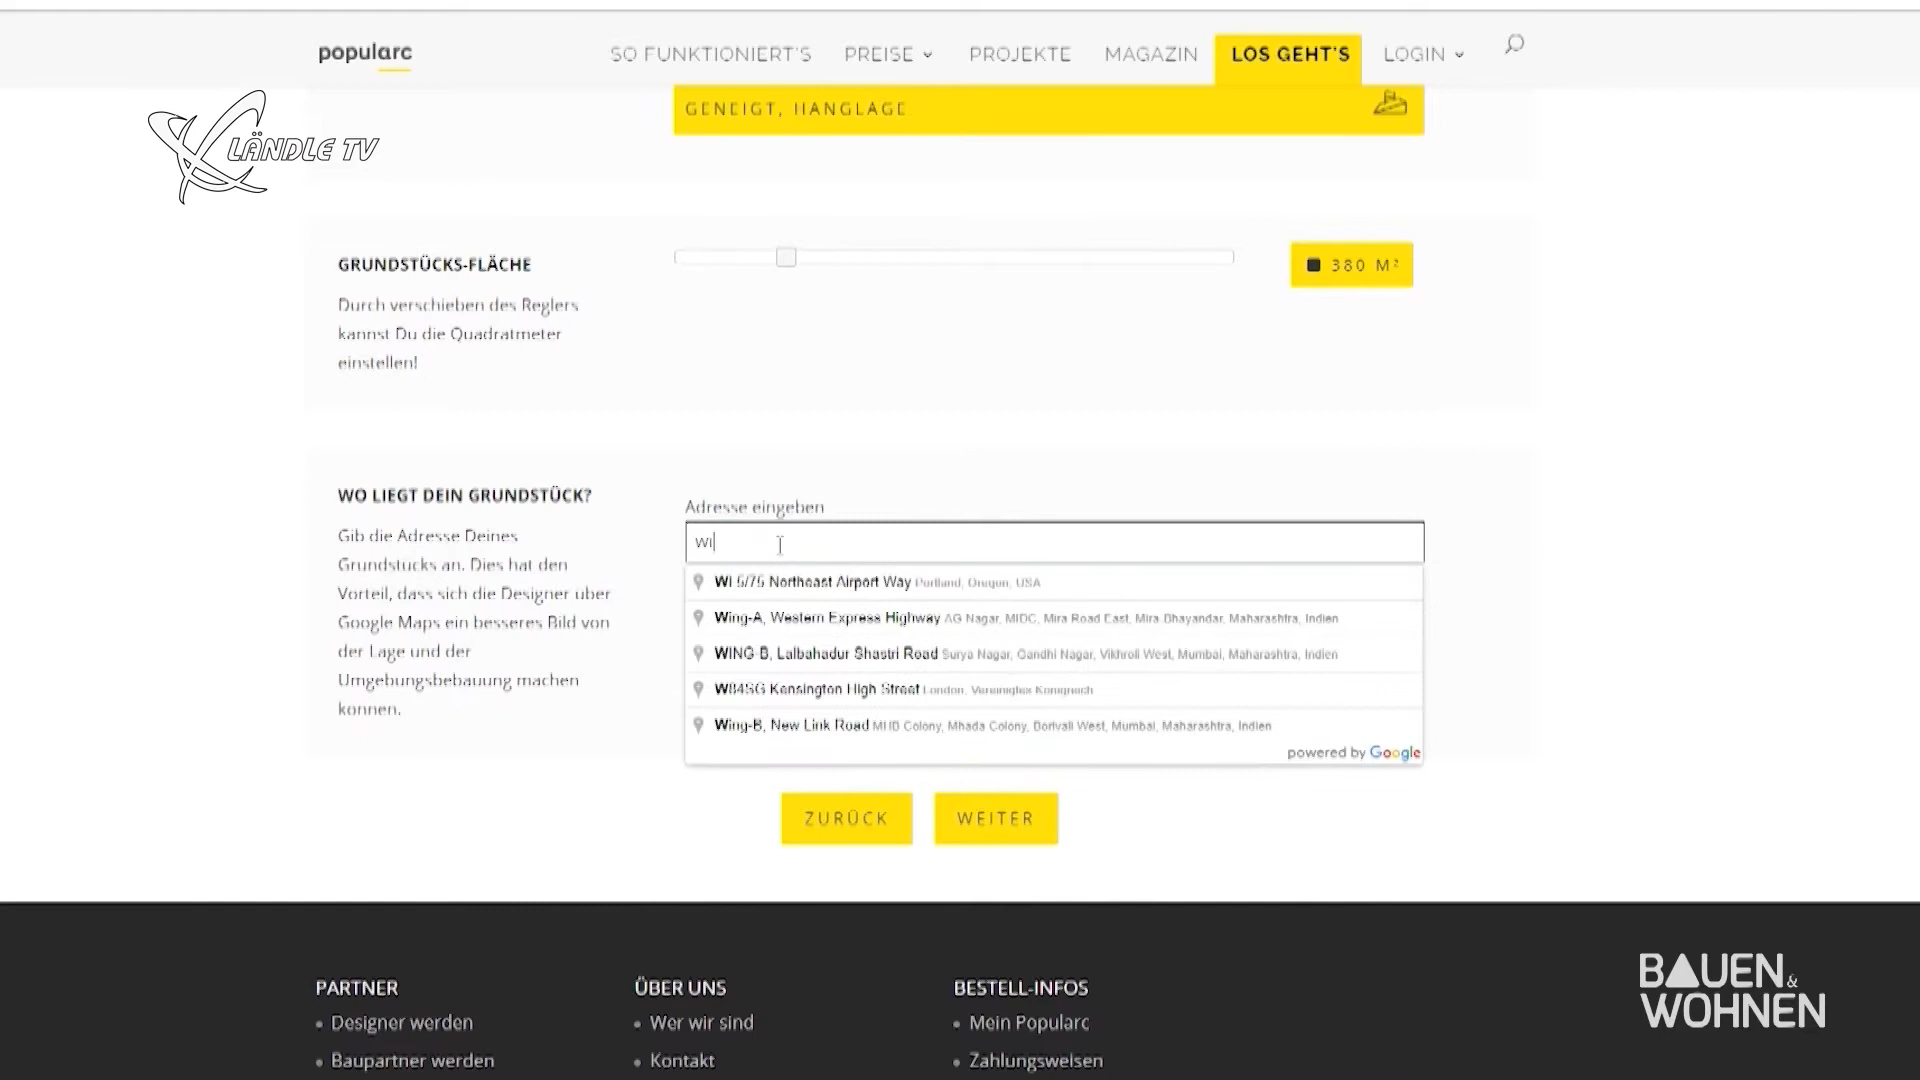 popularc
SO FUNKTIONIERT'S
PREISE
PROJEKTE
MAGAZIN
LOS GEHT'S
LOGIN
LÄNDLE TV
GENEIGT, HANGLAGE
GRUNDSTÜCKS-FLÄCHE
380 M²
Durch verschieben des Reglers
kannst Du die Quadratmeter
einstellen!
WO LIEGT DEIN GRUNDSTÜCK?
Gib die Adresse Deines
Grundstücks an. Dies hat den
Vorteil, dass sich die Designer über
Google Maps ein besseres Bild von
der Lage und der
Umgebungsbebauung machen
können.
Adresse eingeben
Wi
Northeast Airport Way Portland, Oregon, USA
Wing-A, Western Express Highway AG Nagar, MIDC, Mira Road East, Mira Bhayandar, Maharashtra, Indien
WING-B, Lalbahadur Shastri Road Surya Nagar, Gandhi Nagar, Vikhroli West, Mumbai, Maharashtra, Indien
W84SG Kensington High Street London, Vereinigtes Königreich
Wing-B, New Link Road MHB Colony, Mhada Colony, Borivali West, Mumbai, Maharashtra, Indien
powered by Google
ZURÜCK
WEITER
PARTNER
Designer werden
Baupartner werden
ÜBER UNS
Wer wir sind
Kontakt
BESTELL-INFOS
Mein Popularc
Zahlungsweisen
BAUEN &
WOHNEN